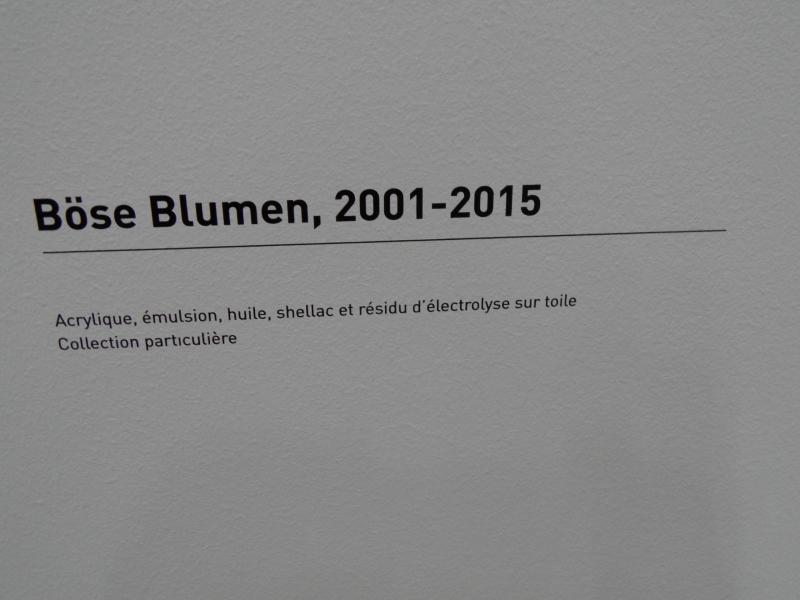 Böse Blumen, 2001-2015
Acrylique, émulsion, huile, shellac et résidu d'électrolyse sur toile
Collection particulière